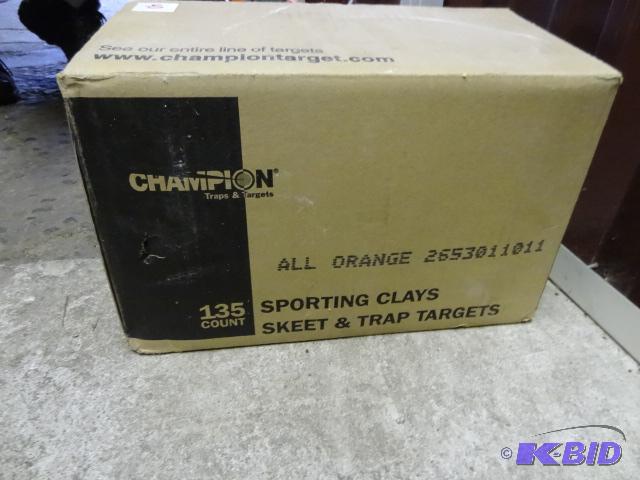 See our entire line of targets
www.championtarget.com
CHAMPION®
Traps & Targets
ALL ORANGE 2653011011
135
COUNT
SPORTING CLAYS
SKEET & TRAP TARGETS
© K-BID